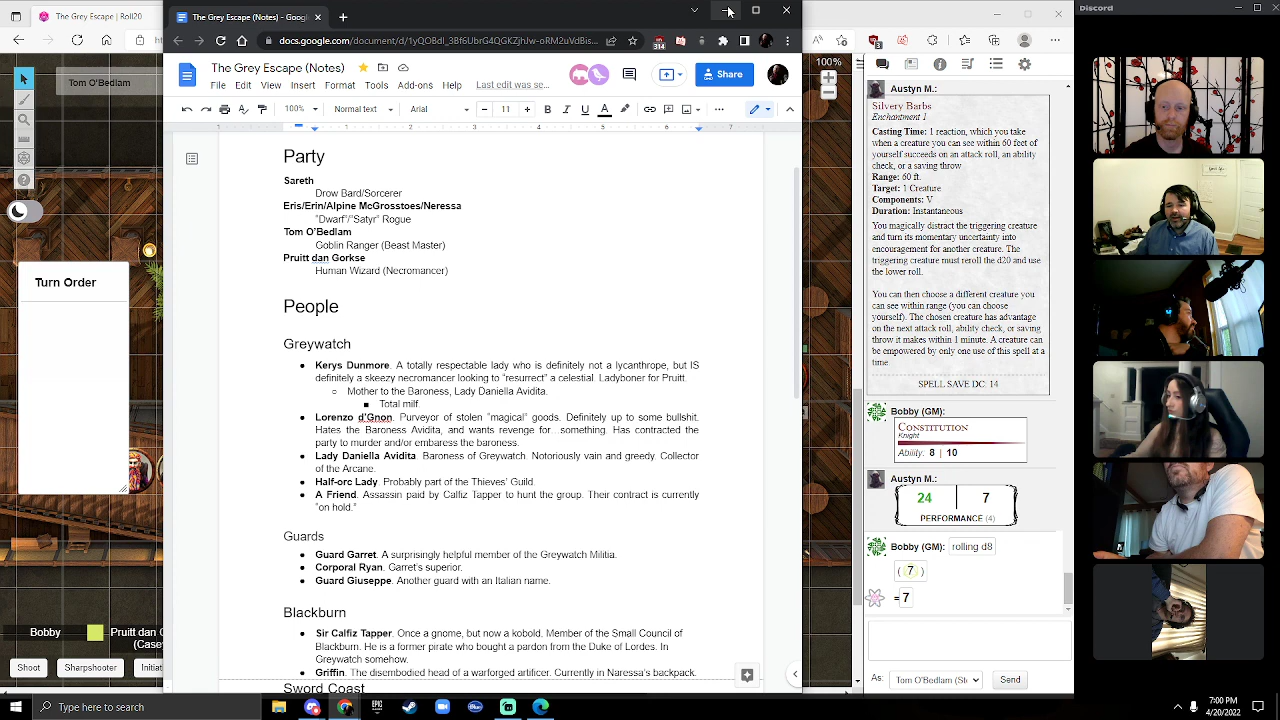 The Grey Escape | Roll20
The Grey Escape (Notes) - Googl
Discord
docs.google.com/document/d/1yQOBdl_3Bf6UbrG4QGKZjhIw-oRM2uVdBis...
314
3
Tom O'Bedlam
100%
The Grey Escape (Notes)
File Edit View Insert Format Tools Add-ons Help Last edit was se...
Share
100% Normal text Arial 11 B I U A
1 1 2 3 4 5 6 7
Turn Order
Party
Sareth
Drow Bard/Sorcerer
Eris/Erin/Alpine McGrosstoes/Neressa
"Dwarf"/"Satyr" Rogue
Tom O'Bedlam
Goblin Ranger (Beast Master)
Pruitt dan Gorkse
Human Wizard (Necromancer)
People
Greywatch
Kerys Dunmore. A totally respectable lady who is definitely not a lycanthrope, but IS
definitely a skeezy necromancer looking to "resurrect" a celestial. Ladyboner for Pruitt.
Mother to the Baroness, Lady Daniella Avidita.
Total milf
Lorenzo d'Gnon. Purveyor of stolen "magical" goods. Definitely up to some bullshit.
Hates the Baroness Avidita, and wants revenge for…something. Has contracted the
party to murder and/or embaress the baroness.
Lady Daniella Avidita. Baroness of Greywatch. Notoriously vain and greedy. Collector
of the Arcane.
Half-orc Lady. Probably part of the Thieves' Guild.
A Friend. Assassin paid by Calfiz Tapper to hunt the group. Their contract is currently
"on hold."
Guards
Guard Garret. A surprisingly helpful member of the Greywatch Militia.
Corporal Ryan. Garret's superior.
Guard Giuseppe. Another guard with an Italian name.
Blackburn
Sir Calfiz Tapper. Once a gnome, but now a kobold. Member of the Small Council of
Blackburn. He is a former pirate who bought a pardon from the Duke of Lordes. In
Greywatch somehow.
Griffin. The disembodied head of a warforged artificer. Currently in Naressa's backpack.
Sword Coast
Bobby
Pruitt dan G
(Case
Shoot
Sharpshooter
Initiat
Austyn M.:
Silvery Barbs
Enchantment 1
Casting Time: 1 reaction, which you take
when a creature you can see within 60 feet of
yourself succeeds on an attack roll, an ability
check, or a saving throw
Range: 60 ft.
Target: 1 Creature
Components: V
Duration: Instantaneous
You magically distract the triggering creature
and turn its momentary uncertainty into
encouragement for another creature. The
triggering creature must reroll the d20 and use
the lower roll.
You can then choose a different creature you
can see within range (you can choose
yourself). The chosen creature has advantage
on the next attack roll, ability check, or saving
throw it makes within 1 minute. A creature can
be empowered by only one use of this spell at a
time
SPELL SAVE DC: 14
Bobby (GM):
Constitution
Knight
Ability: 8 | 10
Austyn M.:
24 7
PERFORMANCE (4)
Bobby (GM): rolling d8
( 7 )
= 7
As: Tom O'Bedlam (Ste
Send
Type here to search
EPIC
7:00 PM
4/20/2022